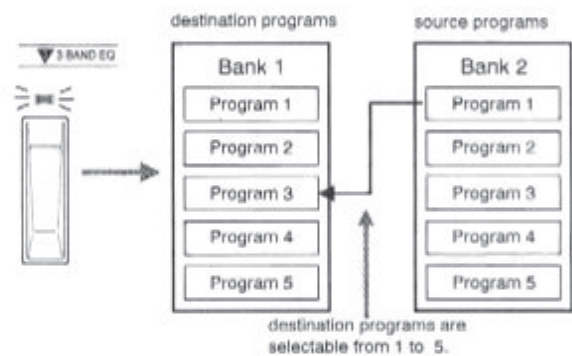 destination programs
source programs
3 BAND EQ
Bank 1
Program 1
Program 2
Program 3
Program 4
Program 5
Bank 2
Program 1
Program 2
Program 3
Program 4
Program 5
destination programs are
selectable from 1 to 5.